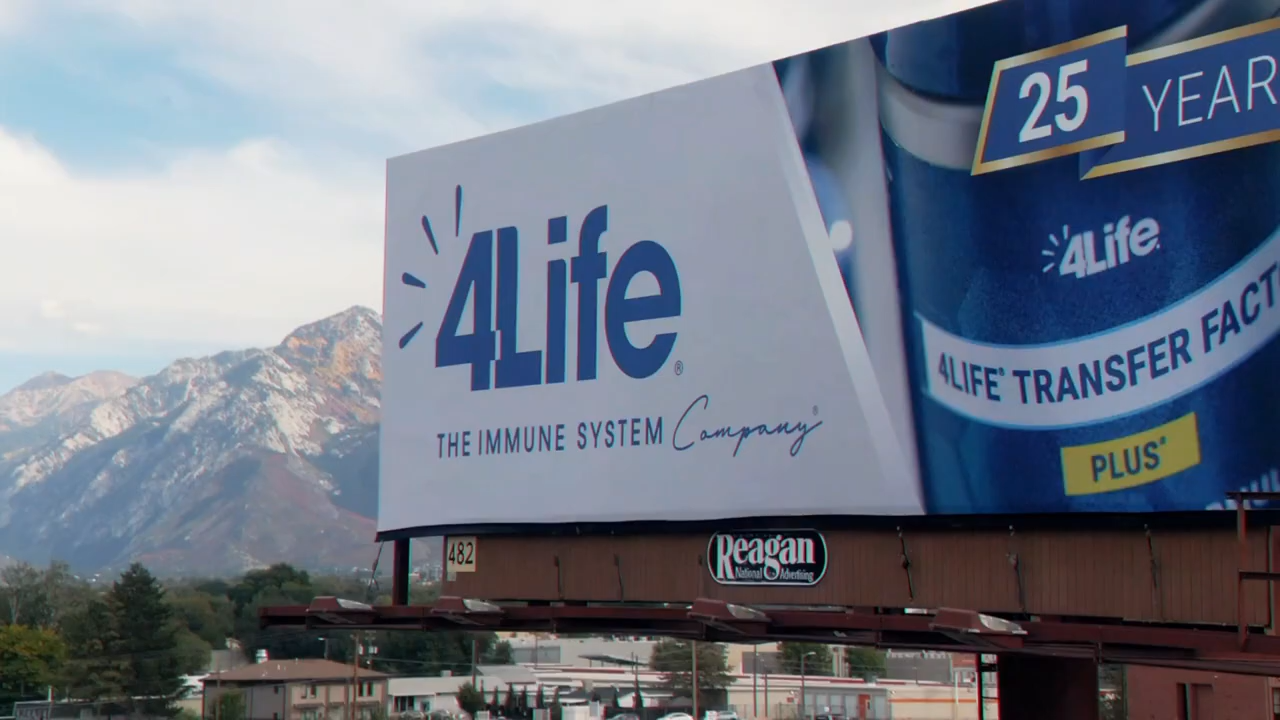 4Life®
THE IMMUNE SYSTEM Company®
25 YEAR
4Life
4LIFE® TRANSFER FACT
PLUS®
482
Reagan
National Advertising